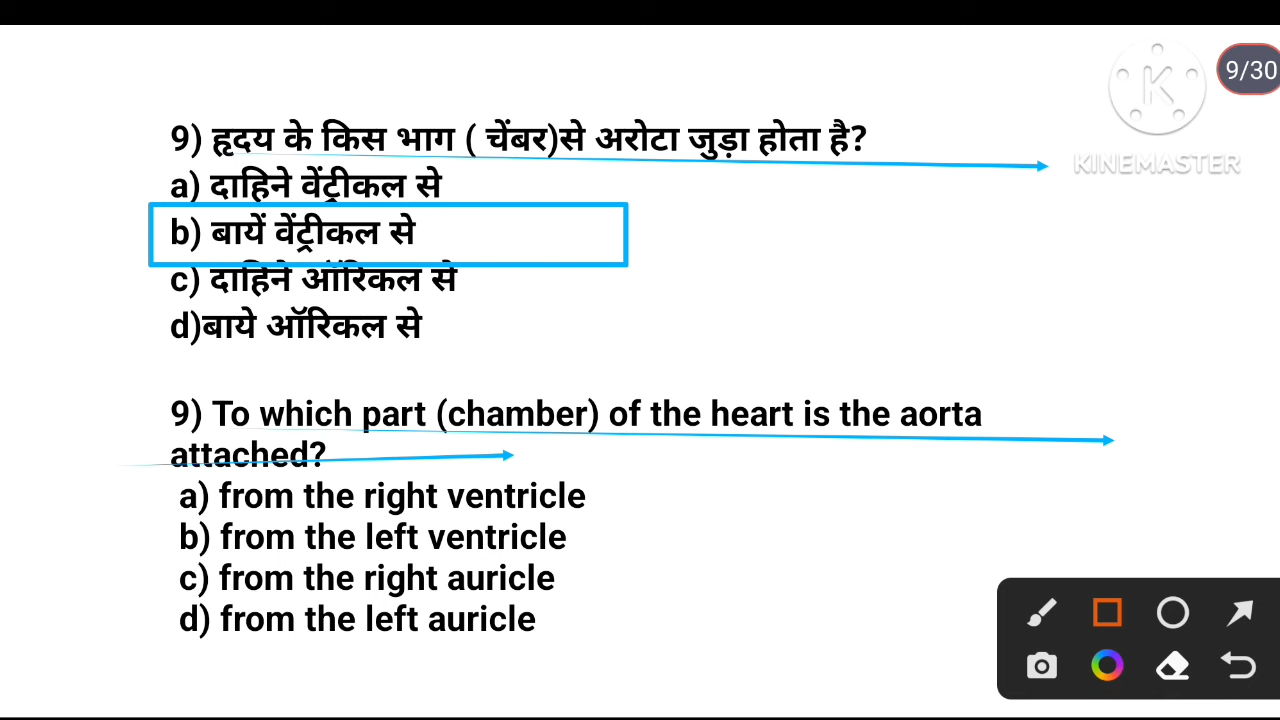 9/30
KINEMASTER
9) हृदय के किस भाग ( चेंबर)से अरोटा जुड़ा होता है?
a) दाहिने वेंट्रीकल से
b) बायें वेंट्रीकल से
c) दाहिने ऑरिकल से
d)बाये ऑरिकल से
9) To which part (chamber) of the heart is the aorta
attached?
a) from the right ventricle
b) from the left ventricle
c) from the right auricle
d) from the left auricle